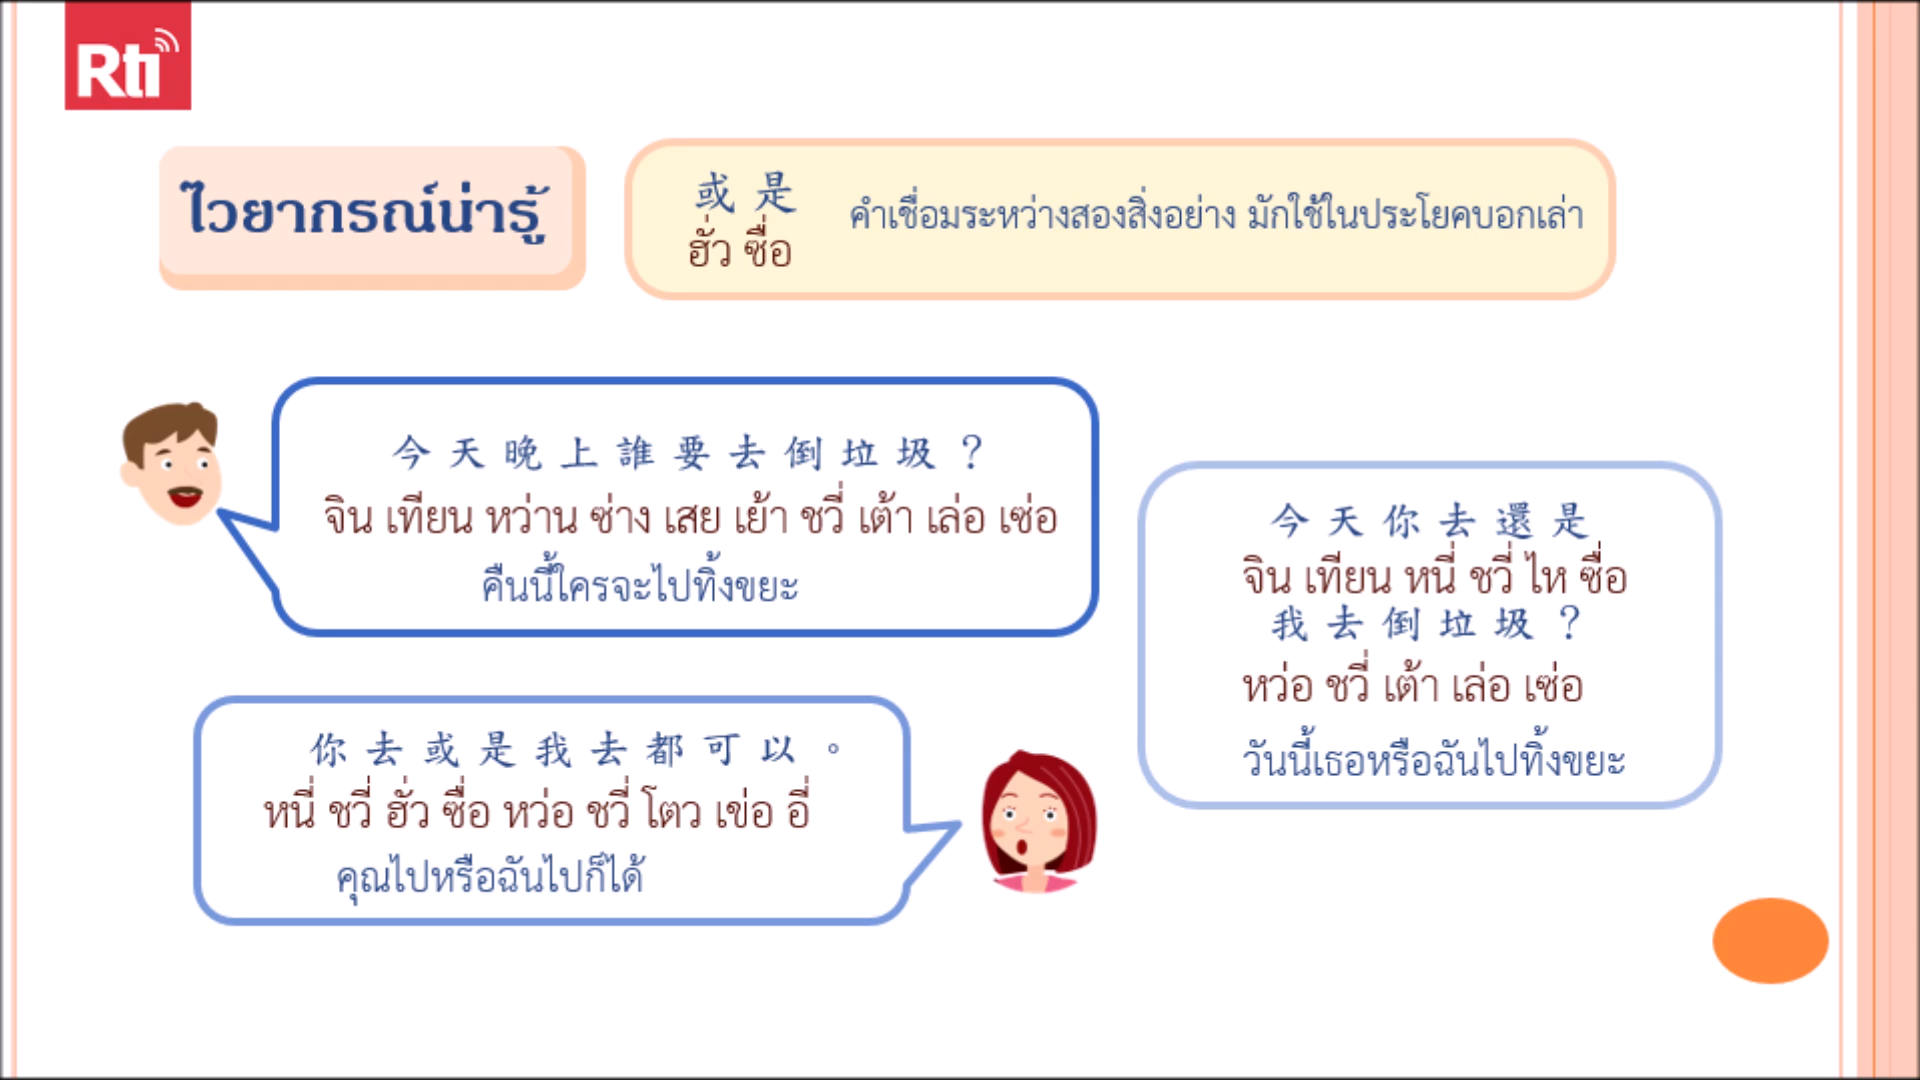 Rti
ไวยากรณ์น่ารู้
或是
ฮั่ว ซื่อ
คำเชื่อมระหว่างสองสิ่งอย่าง มักใช้ในประโยคบอกเล่า
今天晚上誰要去倒垃圾？
จิน เทียน หว่าน ซ่าง เสย เย้า ชวี่ เต้า เล่อ เซ่อ
คืนนี้ใครจะไปทิ้งขยะ
你去或是我去都可以。
หนี่ ชวี่ ฮั่ว ซื่อ หว่อ ชวี่ โตว เข่อ อี่
คุณไปหรือฉันไปก็ได้
今天你去還是
จิน เทียน หนี่ ชวี่ ไห ซื่อ
我去倒垃圾？
หว่อ ชวี่ เต้า เล่อ เซ่อ
วันนี้เธอหรือฉันไปทิ้งขยะ